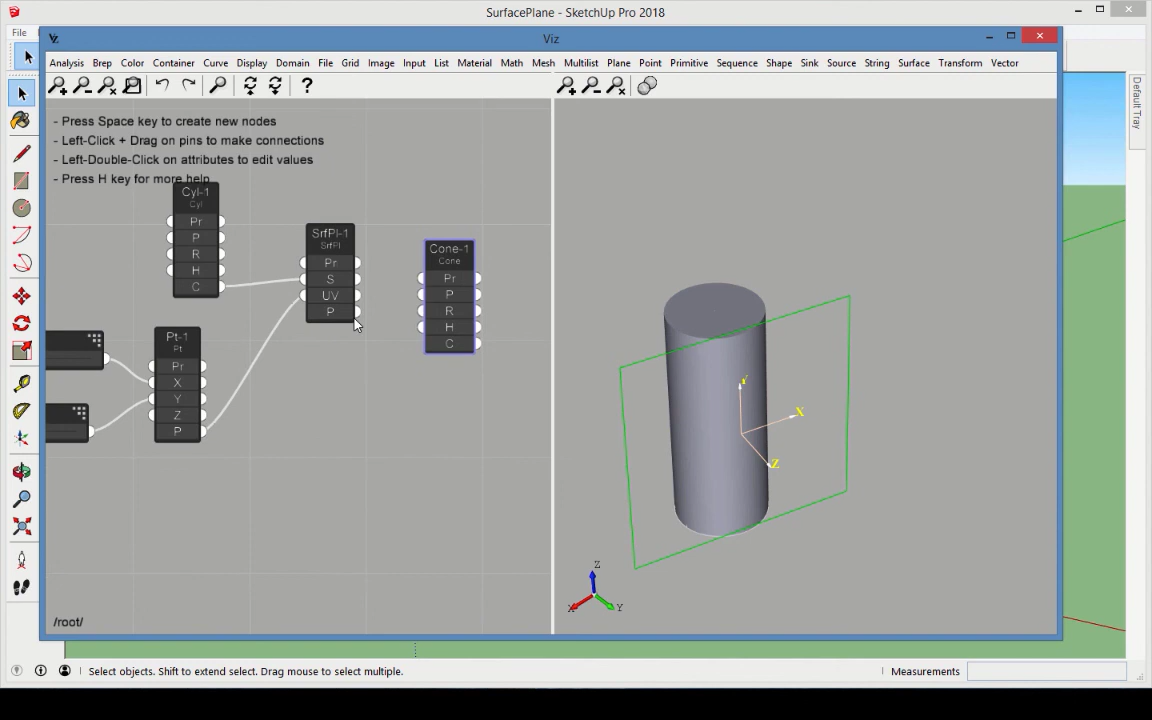 SurfacePlane - SketchUp Pro 2018
File
Viz
Analysis Brep Color Container Curve Display Domain File Grid Image Input List Material Math Mesh Multilist Plane Point Primitive Sequence Shape Sink Source String Surface Transform Vector
- Press Space key to create new nodes
- Left-Click + Drag on pins to make connections
- Left-Double-Click on attributes to edit values
- Press H key for more help
Cyl-1
Cyl
Pr
P
R
H
C
SrfPl-1
SrfPl
Pr
S
UV
P
Cone-1
Cone
Pr
P
R
H
C
Pt-1
Pt
Pr
X
Y
Z
P
Y
X
Z
Z
X
Y
/root/
Default Tray
Select objects. Shift to extend select. Drag mouse to select multiple.
Measurements